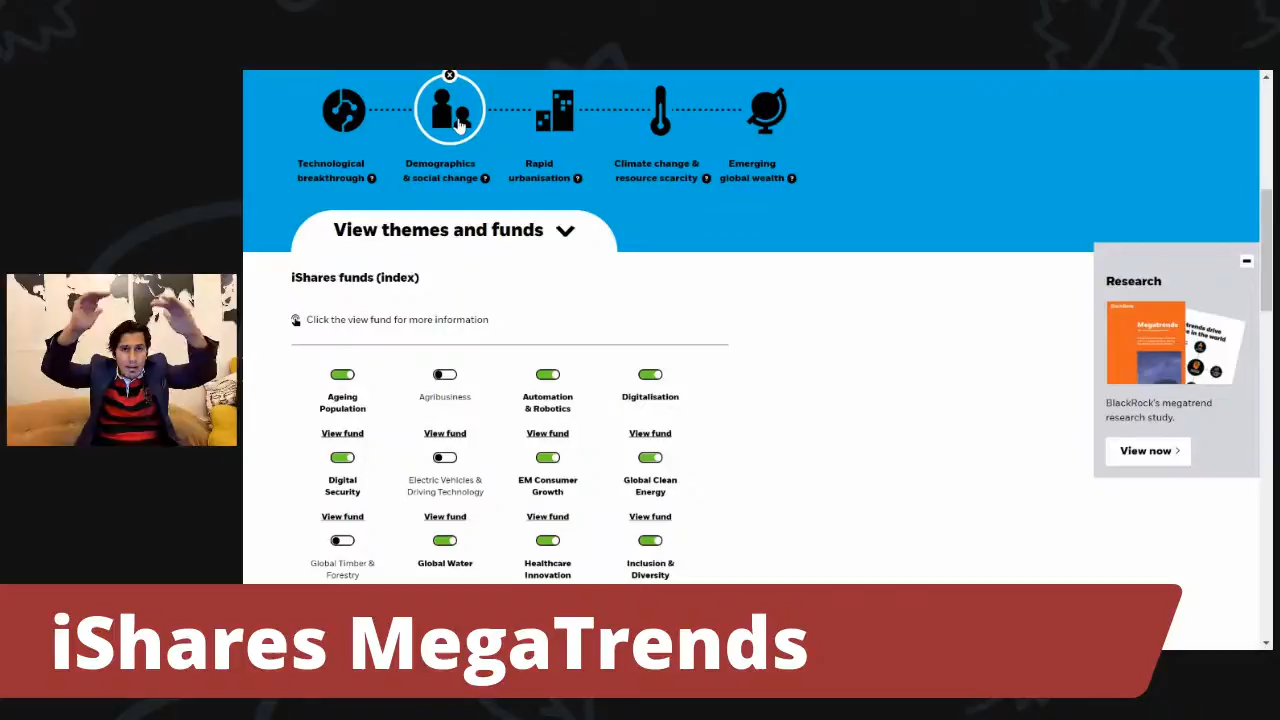 Technological
breakthrough ?
Demographics
& social change ?
Rapid
urbanisation ?
Climate change &
resource scarcity ?
Emerging
global wealth ?
View themes and funds
iShares funds (index)
Click the view fund for more information
Ageing
Population
View fund
Agribusiness
View fund
Automation
& Robotics
View fund
Digitalisation
View fund
Digital
Security
View fund
Electric Vehicles &
Driving Technology
View fund
EM Consumer
Growth
View fund
Global Clean
Energy
View fund
Global Timber &
Forestry
Global Water
Healthcare
Innovation
Inclusion &
Diversity
Research
Megatrends
BlackRock's megatrend
research study.
View now
iShares MegaTrends